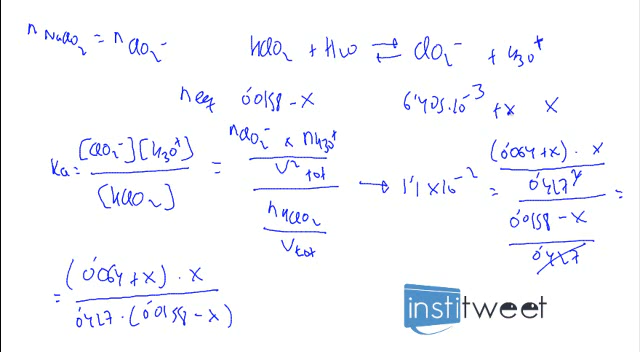 n NaClO₂ = n ClO₂⁻ HClO₂ + H₂O ⇌ ClO₂⁻ + H₃O⁺
n eq 0'0158 - x 6'405·10⁻³ + x x
Ka = [ClO₂⁻][H₃O⁺] / [HClO₂] = (n ClO₂⁻ x n H₃O⁺ / V² tot) / (n HClO₂ / V tot) → 1'1 x 10⁻² = ((0'064 + x) · x / 0'427²) / (0'0158 - x / 0'427) =
= (0'064 + x) · x / 0'427 · (0'0158 - x)
institweet